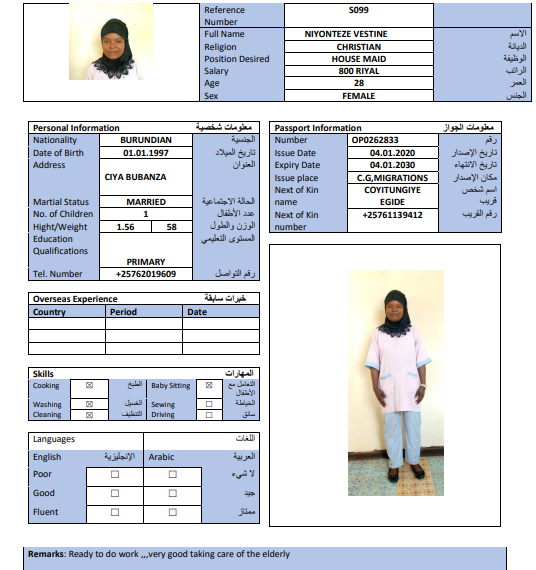 Reference Number S099
Full Name NIYONTEZE VESTINE الاسم
Religion CHRISTIAN الديانة
Position Desired HOUSE MAID الوظيفة
Salary 800 RIYAL الراتب
Age 28 العمر
Sex FEMALE الجنس
Personal Information معلومات شخصية
Nationality BURUNDIAN الجنسية
Date of Birth 01.01.1997 تاريخ الميلاد
Address CIYA BUBANZA العنوان
Martial Status MARRIED الحالة الاجتماعية
No. of Children 1 عدد الأطفال
Hight/Weight 1.56 58 الوزن والطول
Education Qualifications PRIMARY المستوى التعليمي
Tel. Number +25762019609 رقم التواصل
Passport Information معلومات الجواز
Number OP0262833 رقم
Issue Date 04.01.2020 تاريخ الإصدار
Expiry Date 04.01.2030 تاريخ الانتهاء
Issue place C.G,MIGRATIONS مكان الإصدار
Next of Kin name COYITUNGIYE EGIDE اسم شخص قريب
Next of Kin number +25761139412 رقم القريب
Overseas Experience خبرات سابقة
Country Period Date
Skills المهارات
Cooking ☒ الطبخ Baby Sitting ☒ التعامل مع الأطفال
Washing ☒ الغسيل Sewing ☐ الخياطة
Cleaning ☒ التنظيف Driving ☐ سائق
Languages اللغات
English الإنجليزية Arabic العربية
Poor ☐ ☐ لا شيء
Good ☐ ☐ جيد
Fluent ☐ ☐ ممتاز
Remarks: Ready to do work ,,,very good taking care of the elderly